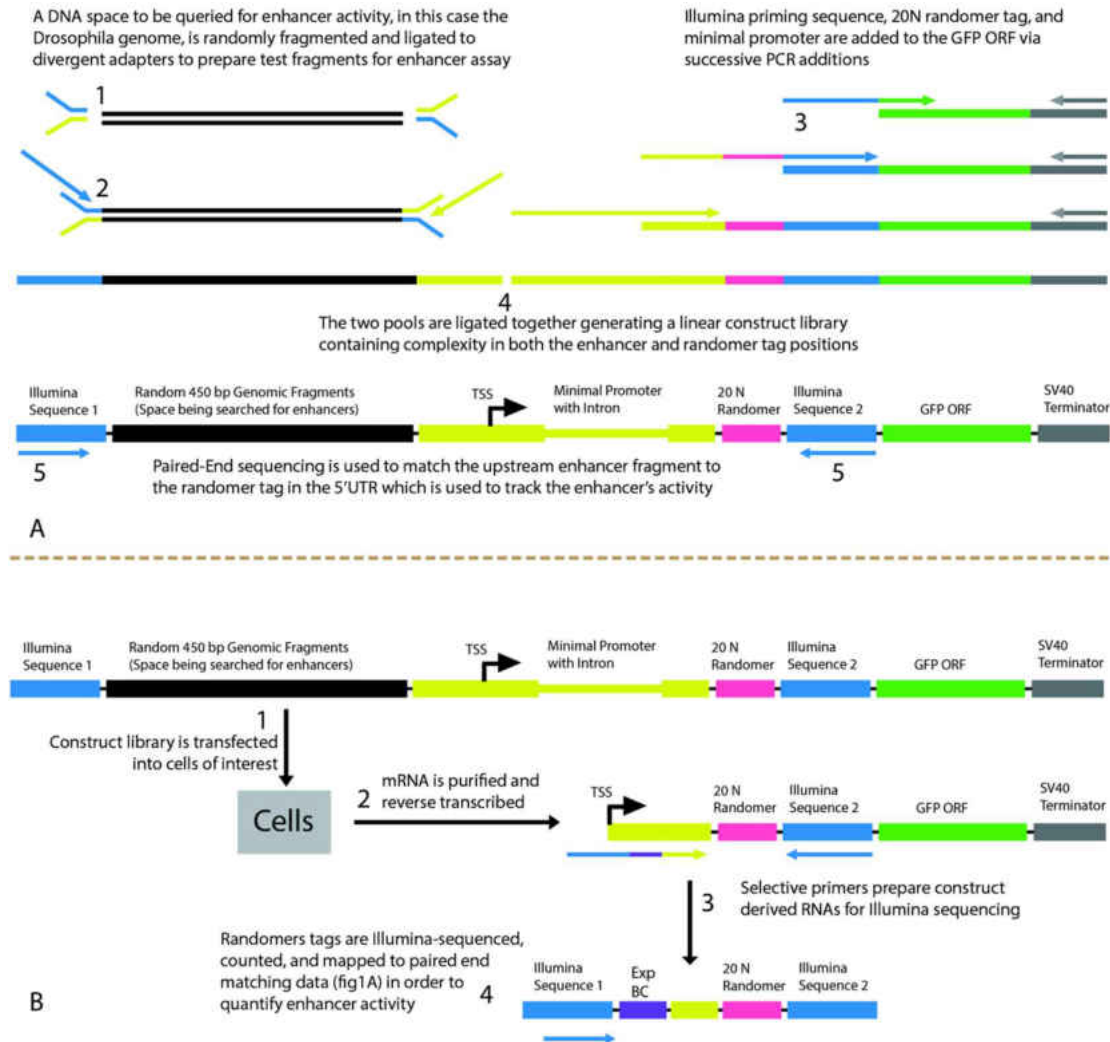 A DNA space to be queried for enhancer activity, in this case the
Drosophila genome, is randomly fragmented and ligated to
divergent adapters to prepare test fragments for enhancer assay
Illumina priming sequence, 20N randomer tag, and
minimal promoter are added to the GFP ORF via
successive PCR additions
1
3
2
4
The two pools are ligated together generating a linear construct library
containing complexity in both the enhancer and randomer tag positions
Illumina
Sequence 1
Random 450 bp Genomic Fragments
(Space being searched for enhancers)
TSS
Minimal Promoter
with Intron
20 N
Randomer
Illumina
Sequence 2
GFP ORF
SV40
Terminator
5
Paired-End sequencing is used to match the upstream enhancer fragment to
the randomer tag in the 5'UTR which is used to track the enhancer's activity
5
A
Illumina
Sequence 1
Random 450 bp Genomic Fragments
(Space being searched for enhancers)
TSS
Minimal Promoter
with Intron
20 N
Randomer
Illumina
Sequence 2
GFP ORF
SV40
Terminator
1
Construct library is transfected
into cells of interest
Cells
2
mRNA is purified and
reverse transcribed
TSS
20 N
Randomer
Illumina
Sequence 2
GFP ORF
SV40
Terminator
3
Selective primers prepare construct
derived RNAs for Illumina sequencing
Randomers tags are Illumina-sequenced,
counted, and mapped to paired end
matching data (fig1A) in order to
quantify enhancer activity
4
Illumina
Sequence 1
Exp
BC
20 N
Randomer
Illumina
Sequence 2
B